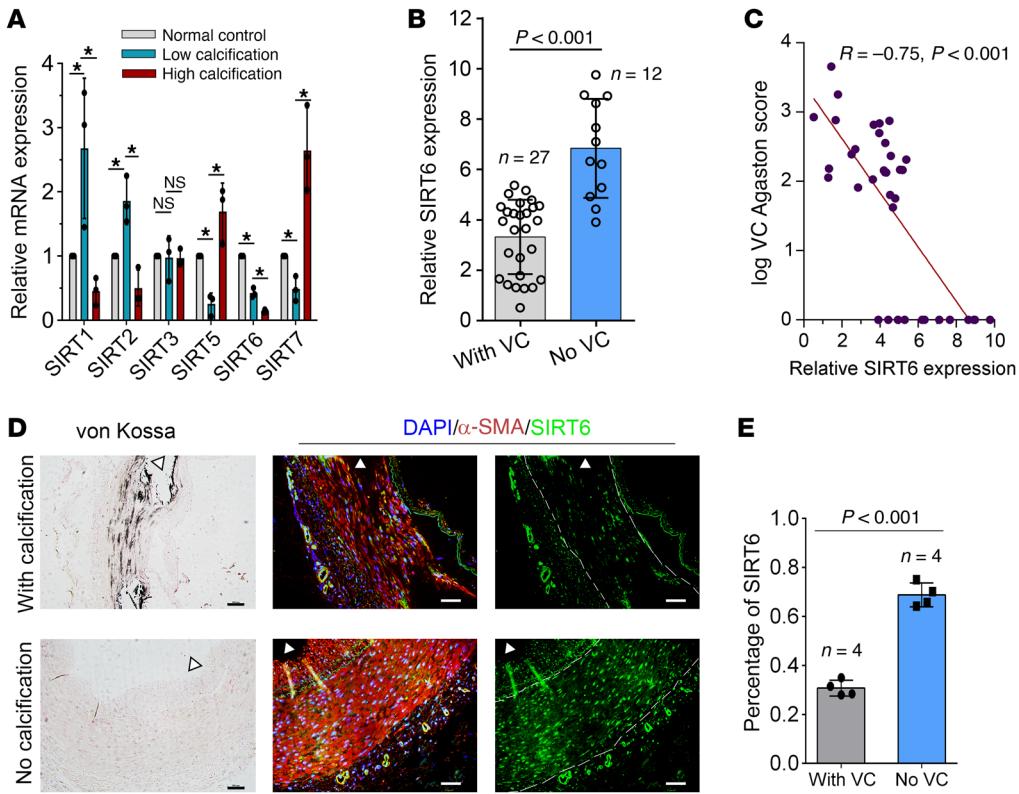 A
Normal control
Low calcification
High calcification
Relative mRNA expression
4
3
2
1
0
* * * * NS NS * * * * * *
SIRT1 SIRT2 SIRT3 SIRT5 SIRT6 SIRT7
B
P < 0.001
n = 27
n = 12
Relative SIRT6 expression
12
10
8
6
4
2
0
With VC No VC
C
R = −0.75, P < 0.001
log VC Agaston score
4
3
2
1
0
0 2 4 6 8 10
Relative SIRT6 expression
D
von Kossa
DAPI/α-SMA/SIRT6
With calcification
No calcification
E
P < 0.001
n = 4
n = 4
Percentage of SIRT6
1.0
0.8
0.6
0.4
0.2
0.0
With VC No VC